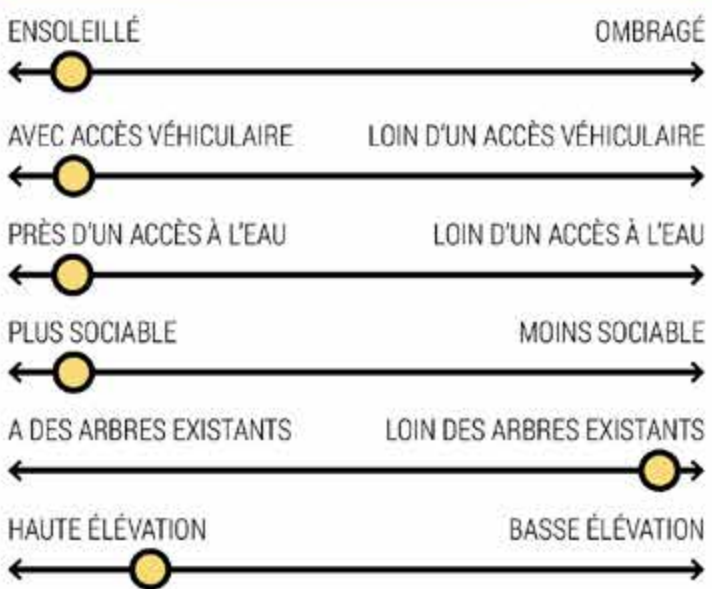 ENSOLEILLÉ OMBRAGÉ
AVEC ACCÈS VÉHICULAIRE LOIN D'UN ACCÈS VÉHICULAIRE
PRÈS D'UN ACCÈS À L'EAU LOIN D'UN ACCÈS À L'EAU
PLUS SOCIABLE MOINS SOCIABLE
A DES ARBRES EXISTANTS LOIN DES ARBRES EXISTANTS
HAUTE ÉLÉVATION BASSE ÉLÉVATION